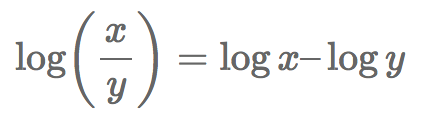 log(x/y) = log x – log y